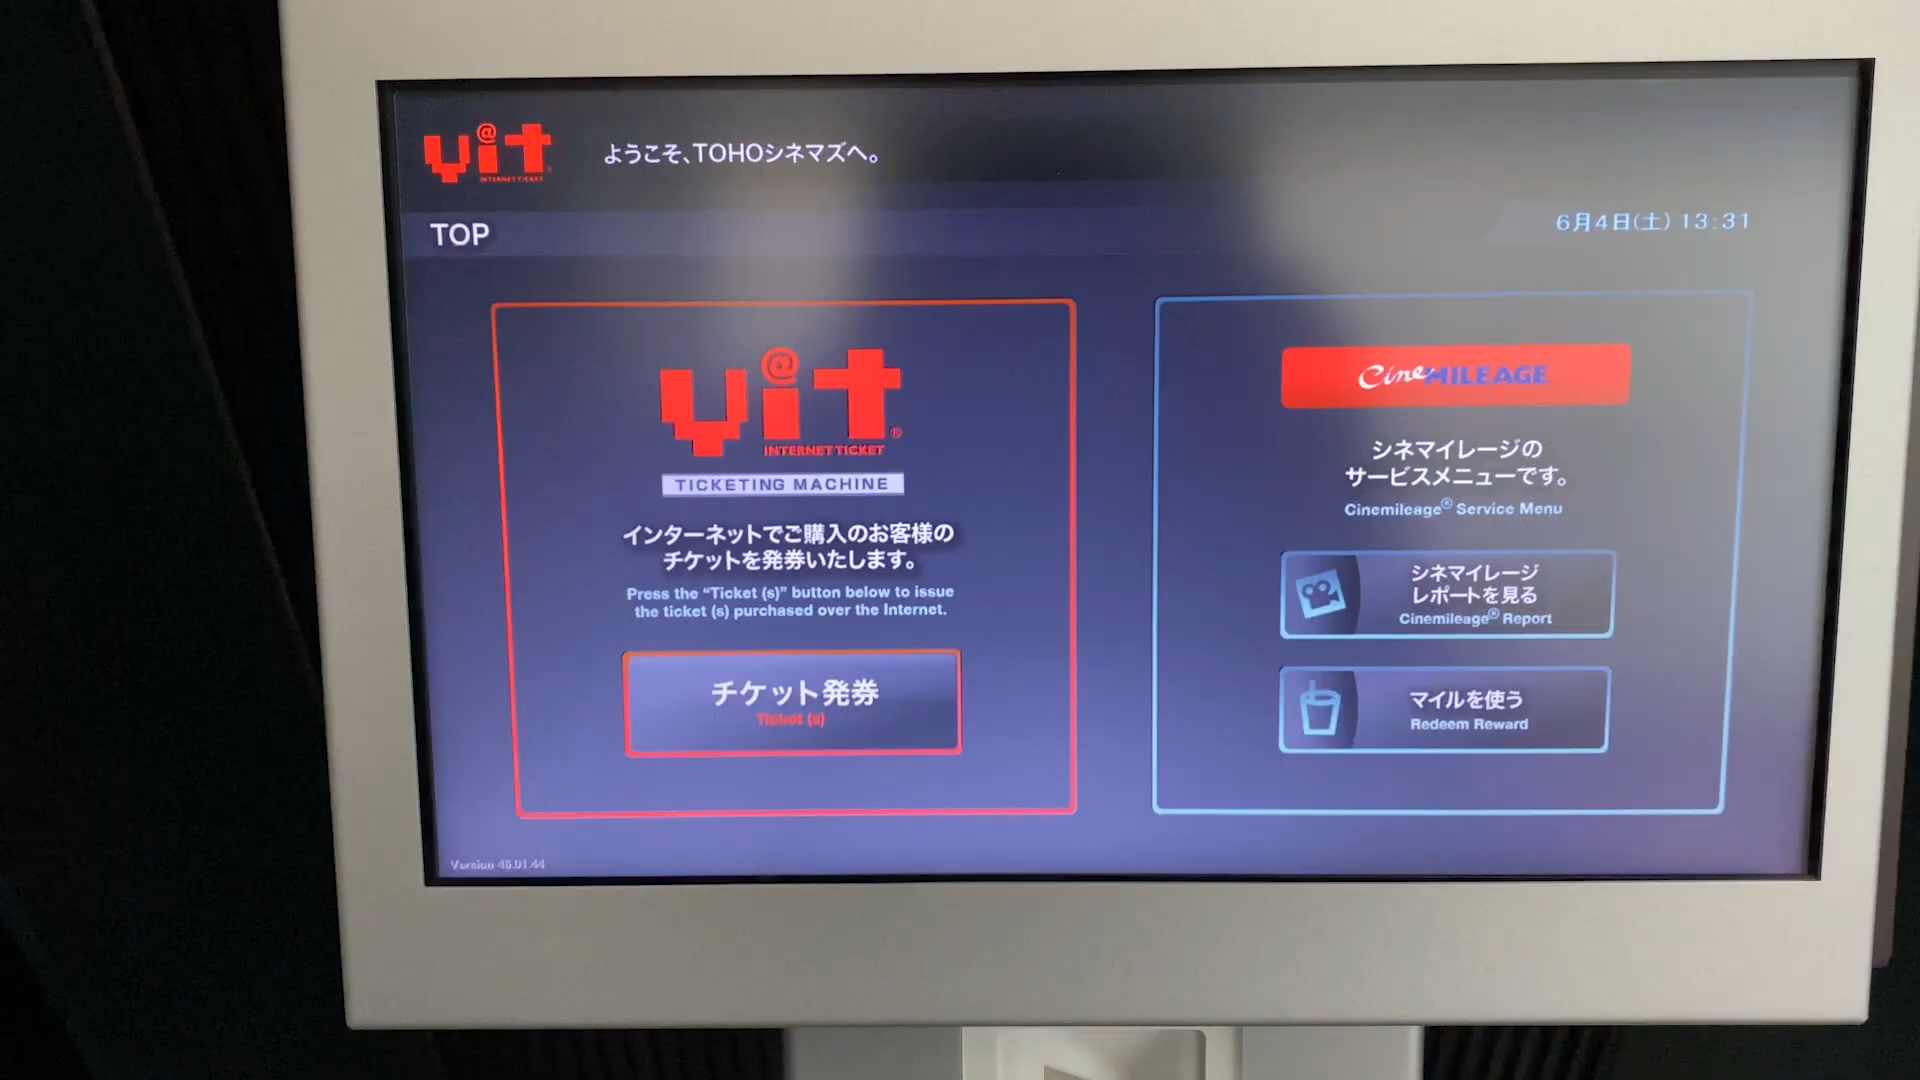 v@it
INTERNET TICKET
ようこそ、TOHOシネマズへ。
TOP
6月4日(土) 13:31
v@it®
INTERNET TICKET
TICKETING MACHINE
インターネットでご購入のお客様の
チケットを発券いたします。
Press the “Ticket (s)” button below to issue
the ticket (s) purchased over the Internet.
チケット発券
Ticket (s)
CineMILEAGE
シネマイレージの
サービスメニューです。
Cinemileage® Service Menu
シネマイレージ
レポートを見る
Cinemileage® Report
マイルを使う
Redeem Reward